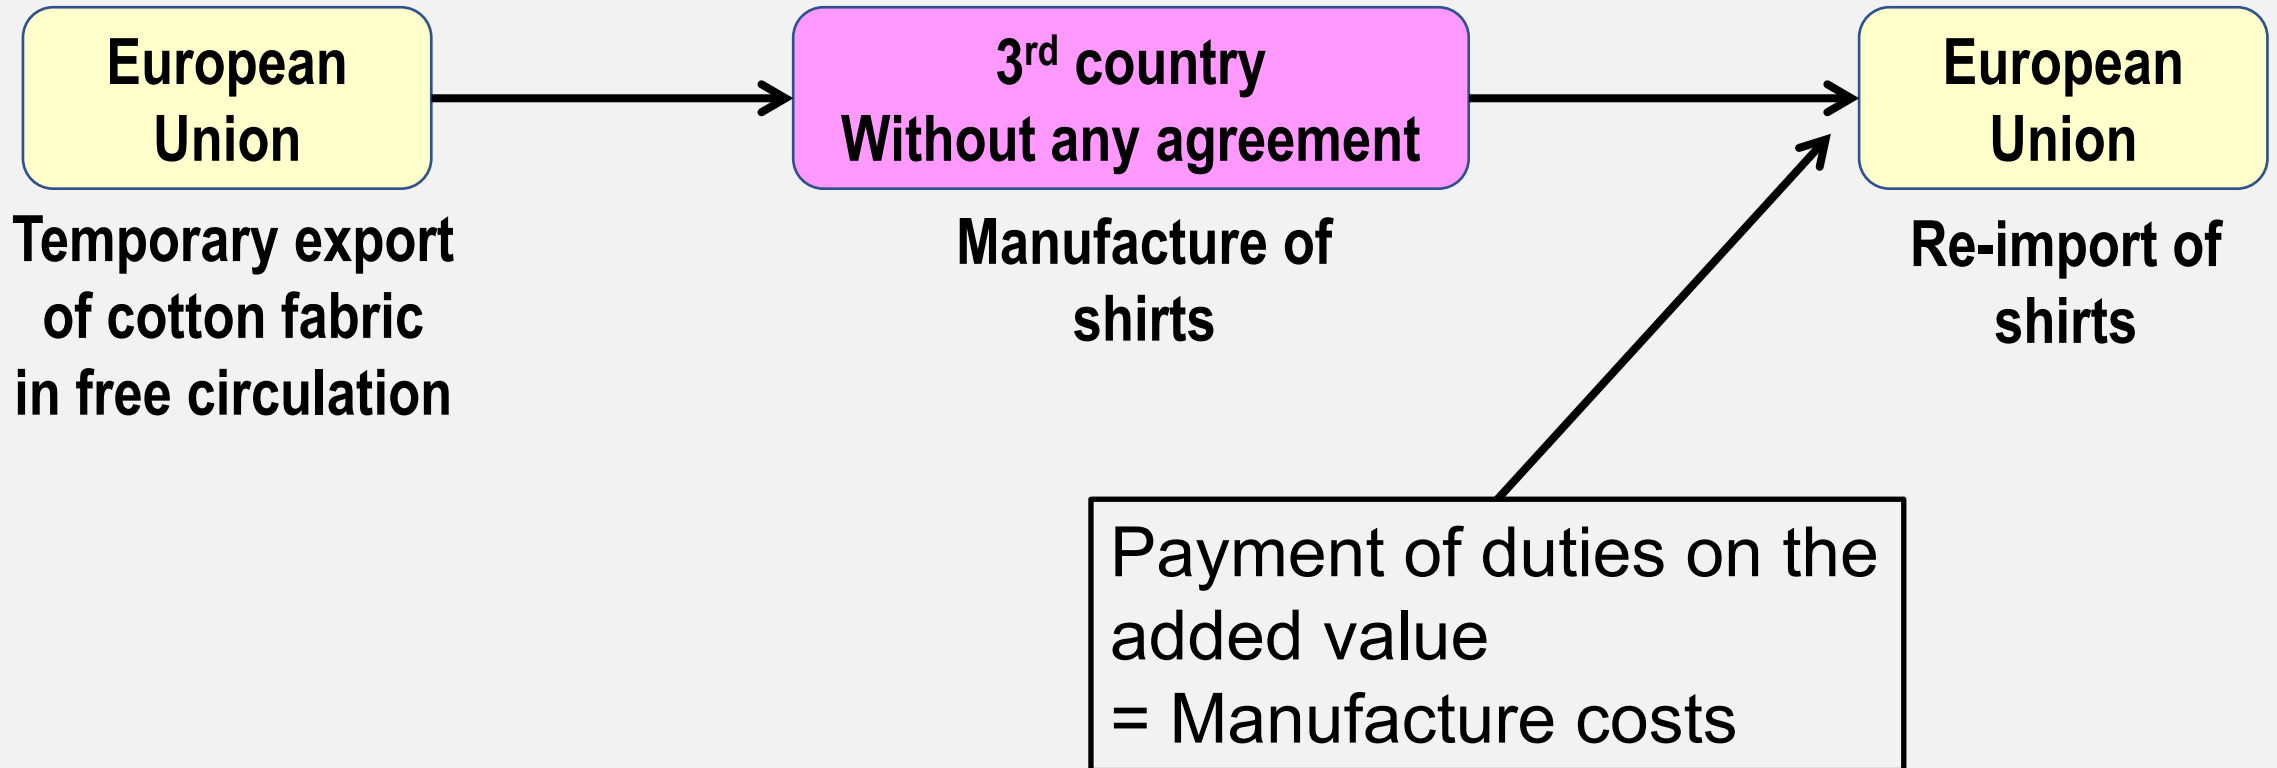 European
Union
3rd country
Without any agreement
European
Union
Temporary export
of cotton fabric
in free circulation
Manufacture of
shirts
Re-import of
shirts
Payment of duties on the
added value
= Manufacture costs